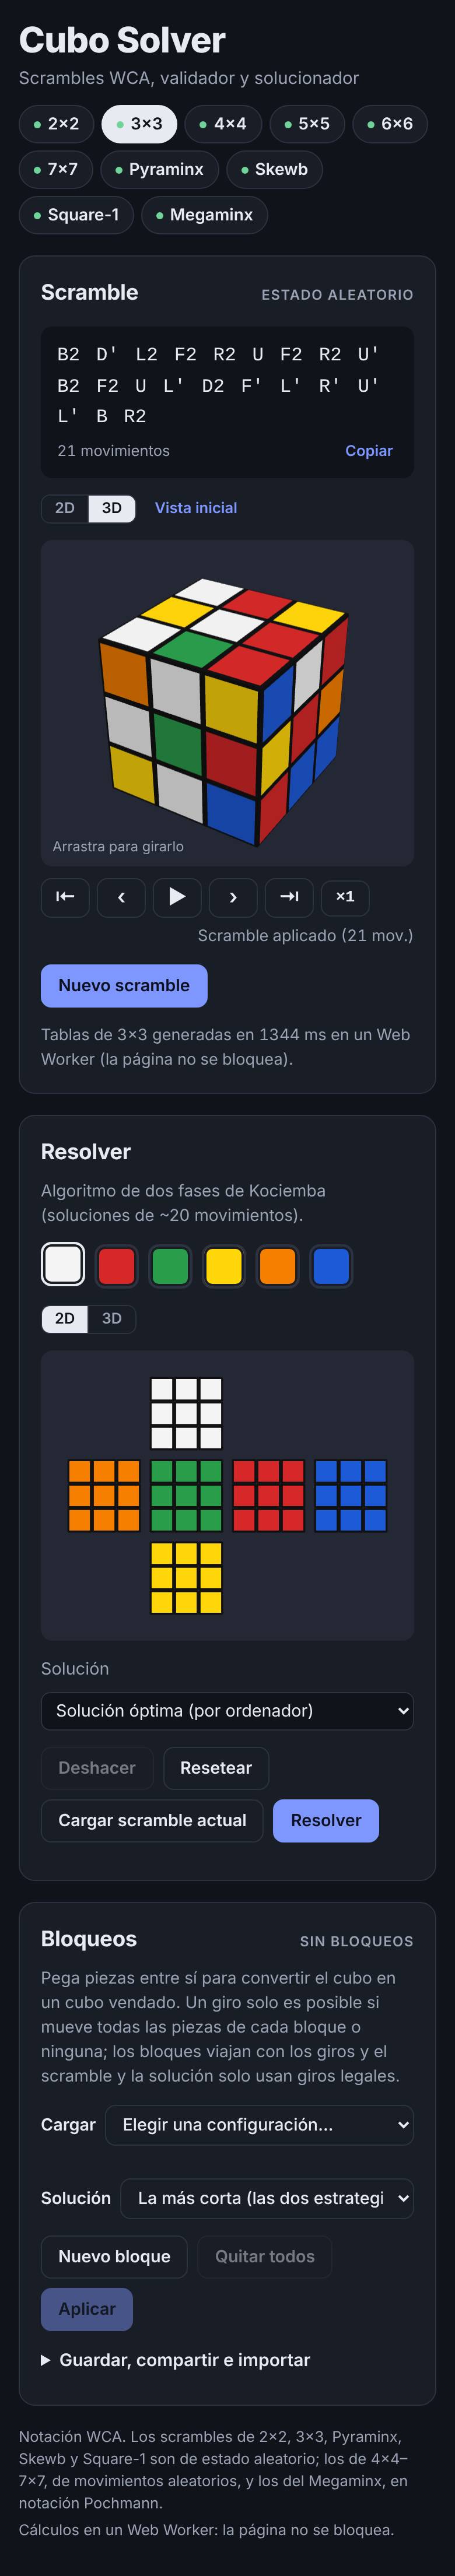 Cubo Solver
Scrambles WCA, validador y solucionador
2×2 3×3 4×4 5×5 6×6
7×7 Pyraminx Skewb
Square-1 Megaminx
Scramble ESTADO ALEATORIO
B2 D' L2 F2 R2 U F2 R2 U'
B2 F2 U L' D2 F' L' R' U'
L' B R2
21 movimientos Copiar
2D 3D Vista inicial
Arrastra para girarlo
×1
Scramble aplicado (21 mov.)
Nuevo scramble
Tablas de 3×3 generadas en 1344 ms en un Web
Worker (la página no se bloquea).
Resolver
Algoritmo de dos fases de Kociemba
(soluciones de ~20 movimientos).
2D 3D
Solución
Solución óptima (por ordenador)
Deshacer Resetear
Cargar scramble actual Resolver
Bloqueos SIN BLOQUEOS
Pega piezas entre sí para convertir el cubo en
un cubo vendado. Un giro solo es posible si
mueve todas las piezas de cada bloque o
ninguna; los bloques viajan con los giros y el
scramble y la solución solo usan giros legales.
Cargar Elegir una configuración...
Solución La más corta (las dos estrategi
Nuevo bloque Quitar todos
Aplicar
Guardar, compartir e importar
Notación WCA. Los scrambles de 2×2, 3×3, Pyraminx,
Skewb y Square-1 son de estado aleatorio; los de 4×4–
7×7, de movimientos aleatorios, y los del Megaminx, en
notación Pochmann.
Cálculos en un Web Worker: la página no se bloquea.